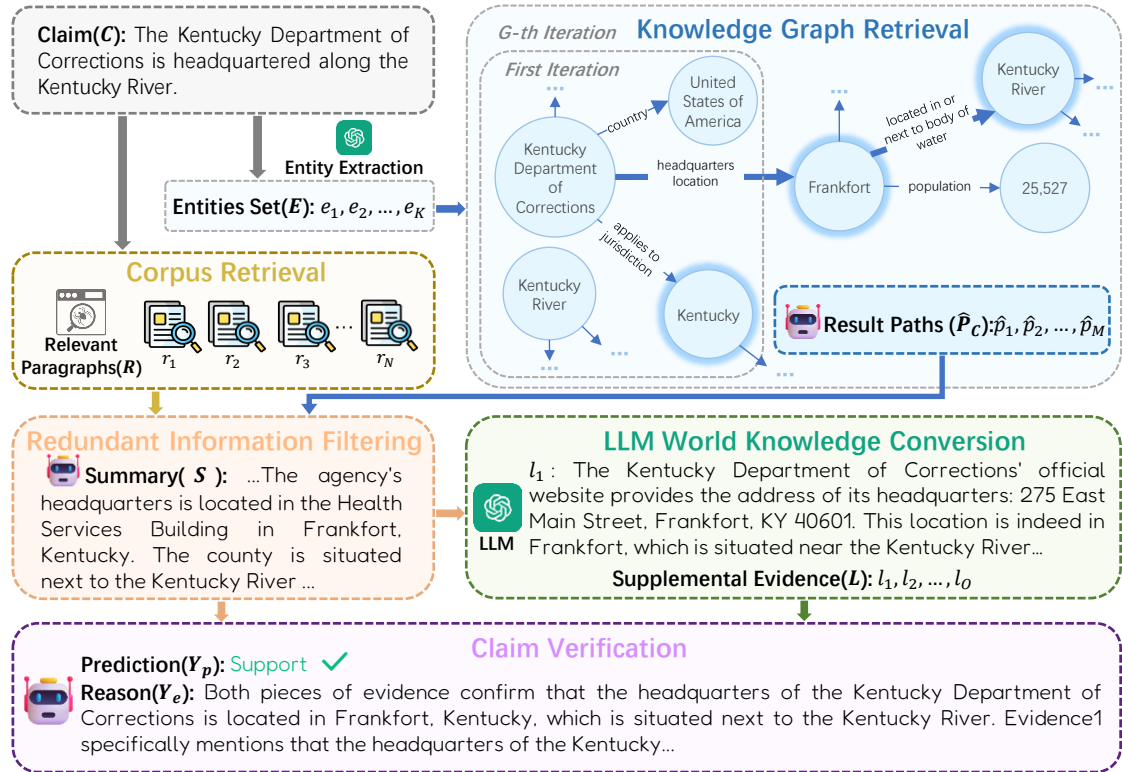 Claim(C): The Kentucky Department of
Corrections is headquartered along the
Kentucky River.
Entity Extraction
Entities Set(E): e₁, e₂, ..., e_K
G-th Iteration
Knowledge Graph Retrieval
First Iteration
...
United
States of
America
country
Kentucky
Department
of
Corrections
headquarters
location
applies to
jurisdiction
Kentucky
River
...
...
Kentucky
...
...
Frankfort
located in or
next to body of
water
Kentucky
River
...
...
population
25,527
Result Paths (P̂_C):p̂₁, p̂₂, ..., p̂_M
Corpus Retrieval
Relevant
Paragraphs(R)
r₁
r₂
r₃
...
r_N
Redundant Information Filtering
Summary( S ): ...The agency's
headquarters is located in the Health
Services Building in Frankfort,
Kentucky. The county is situated
next to the Kentucky River ...
LLM World Knowledge Conversion
LLM
l₁ : The Kentucky Department of Corrections' official
website provides the address of its headquarters: 275 East
Main Street, Frankfort, KY 40601. This location is indeed in
Frankfort, which is situated near the Kentucky River...
Supplemental Evidence(L): l₁, l₂, ..., l_O
Claim Verification
Prediction(Y_p): Support ✓
Reason(Y_e): Both pieces of evidence confirm that the headquarters of the Kentucky Department of
Corrections is located in Frankfort, Kentucky, which is situated next to the Kentucky River. Evidence1
specifically mentions that the headquarters of the Kentucky...